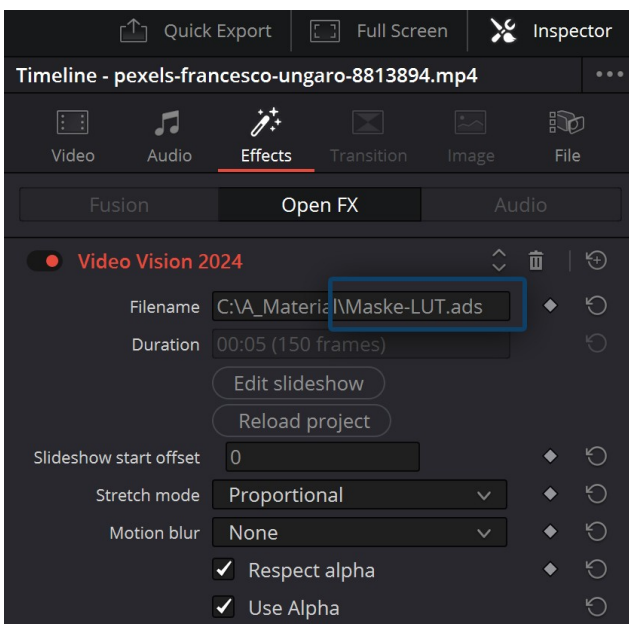 Quick Export Full Screen Inspector
Timeline - pexels-francesco-ungaro-8813894.mp4
Video Audio Effects Transition Image File
Fusion Open FX Audio
Video Vision 2024
Filename C:\A_Material\Maske-LUT.ads
Duration 00:05 (150 frames)
Edit slideshow
Reload project
Slideshow start offset 0
Stretch mode Proportional
Motion blur None
Respect alpha
Use Alpha